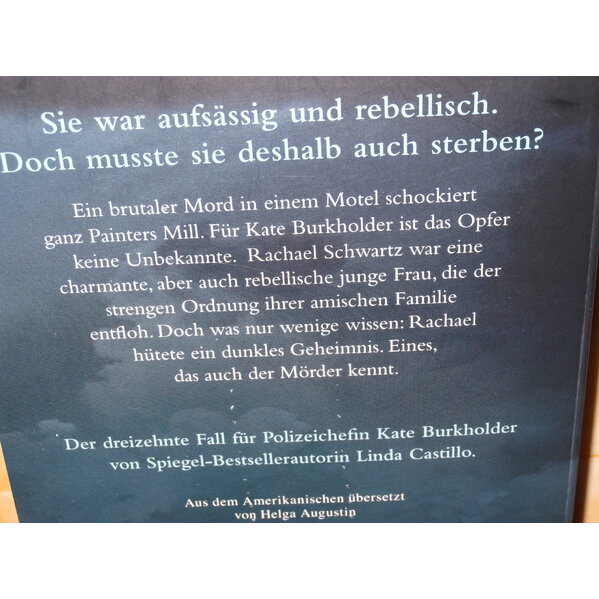 Sie war aufsässig und rebellisch.
Doch musste sie deshalb auch sterben?
Ein brutaler Mord in einem Motel schockiert
ganz Painters Mill. Für Kate Burkholder ist das Opfer
keine Unbekannte. Rachael Schwartz war eine
charmante, aber auch rebellische junge Frau, die der
strengen Ordnung ihrer amischen Familie
entfloh. Doch was nur wenige wissen: Rachael
hütete ein dunkles Geheimnis. Eines,
das auch der Mörder kennt.
Der dreizehnte Fall für Polizeichefin Kate Burkholder
von Spiegel-Bestsellerautorin Linda Castillo.
Aus dem Amerikanischen übersetzt
von Helga Augustin